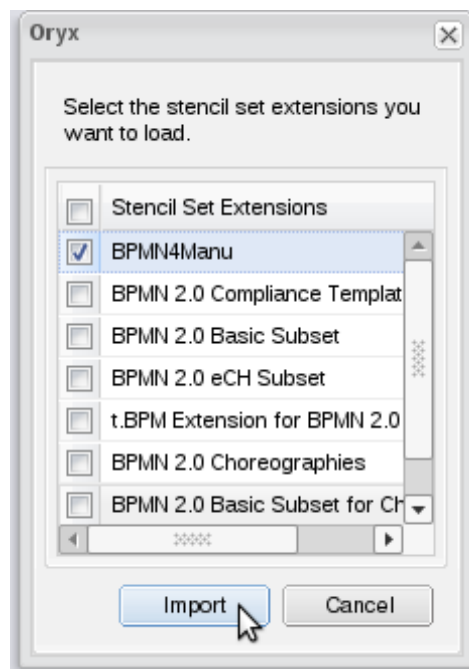 Oryx
Select the stencil set extensions you
want to load.
Stencil Set Extensions
BPMN4Manu
BPMN 2.0 Compliance Templat
BPMN 2.0 Basic Subset
BPMN 2.0 eCH Subset
t.BPM Extension for BPMN 2.0
BPMN 2.0 Choreographies
BPMN 2.0 Basic Subset for Ch
Import
Cancel